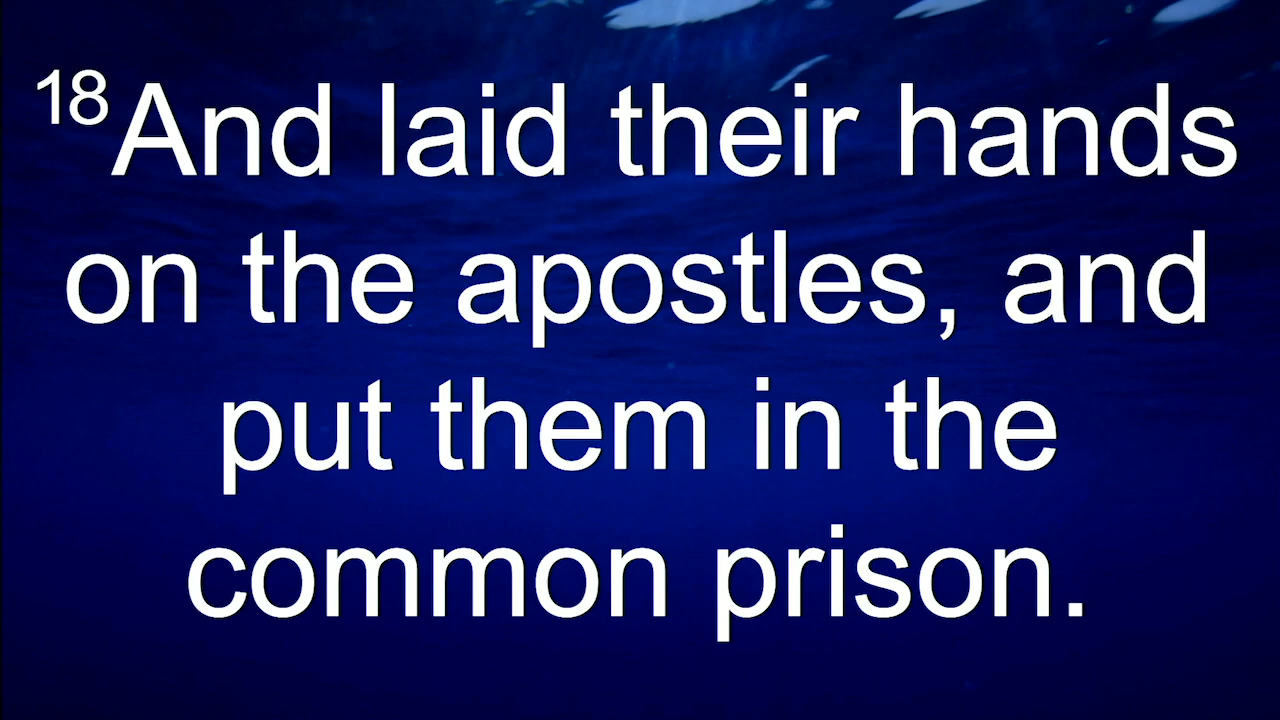 18And laid their hands
on the apostles, and
put them in the
common prison.